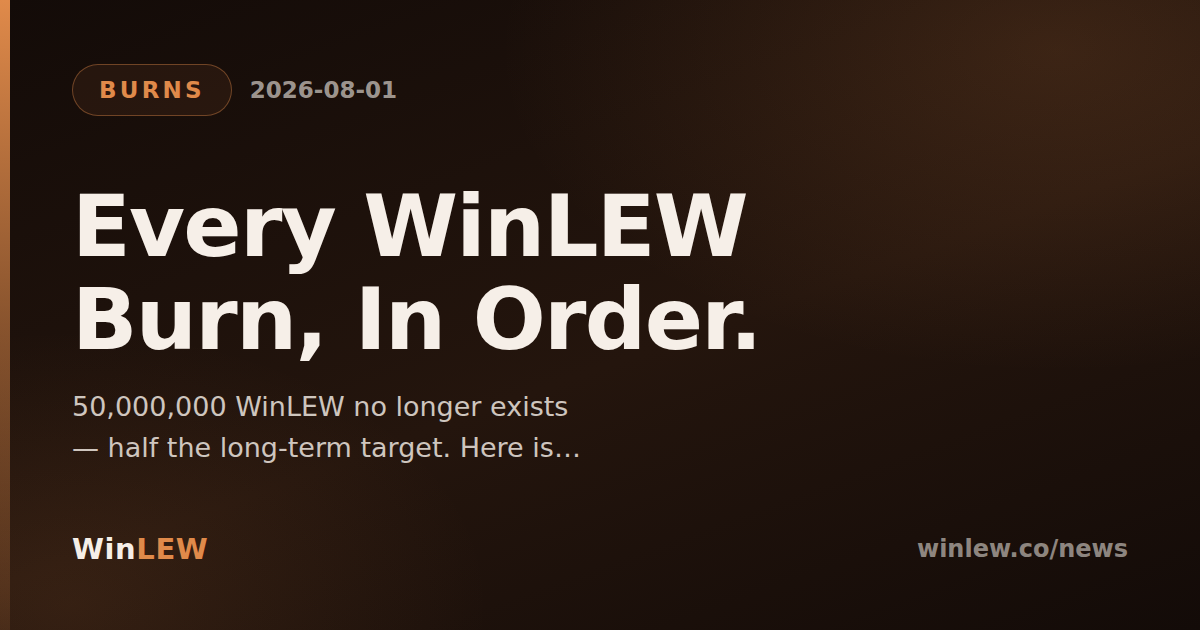 BURNS 2026-08-01
Every WinLEW
Burn, In Order.
50,000,000 WinLEW no longer exists
— half the long-term target. Here is…
WinLEW
winlew.co/news